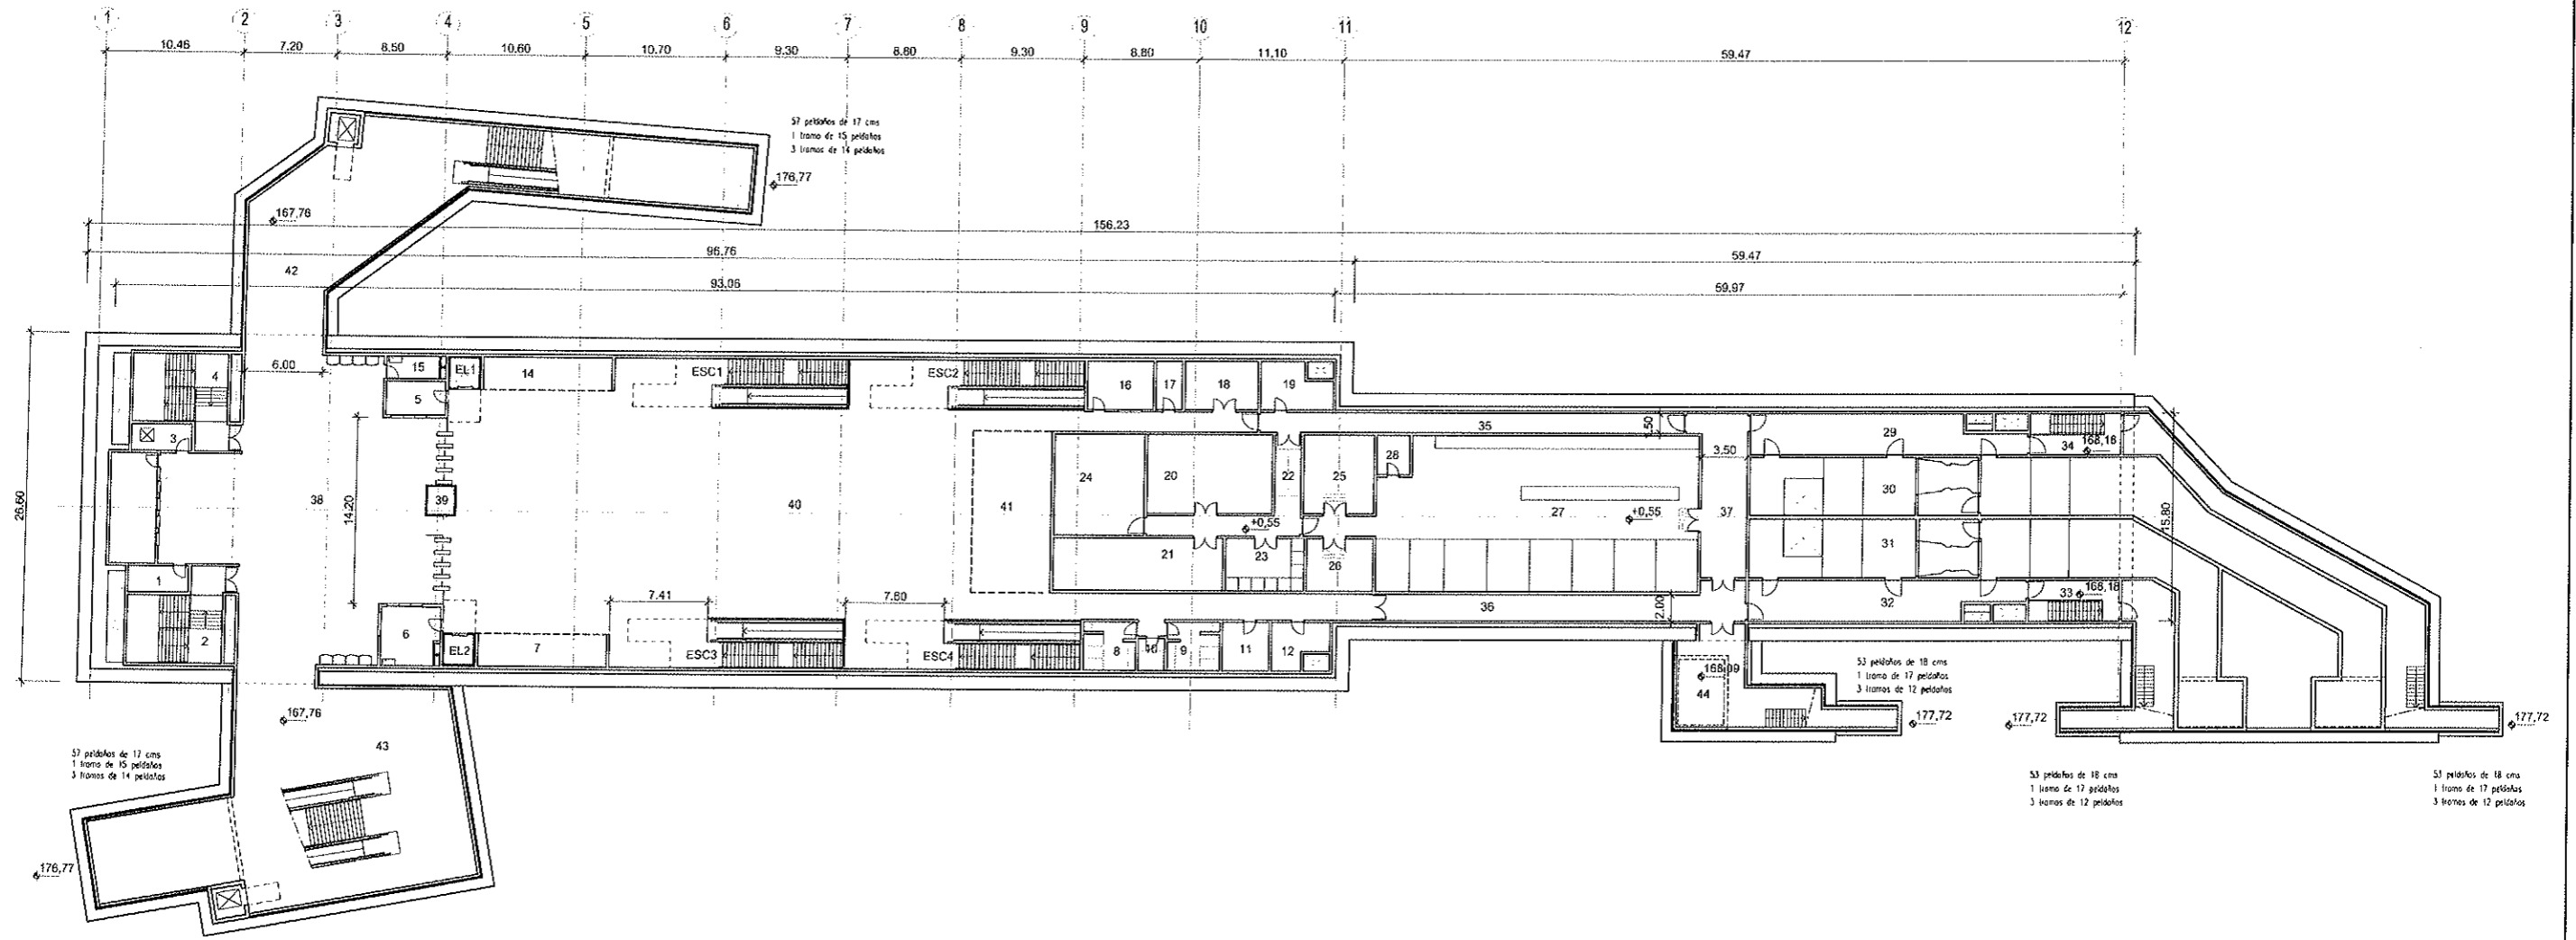 1 2 3 4 5 6 7 8 9 10 11 12
10.46 7.20 8.50 10.60 10.70 9.30 8.80 9.30 8.80 11,10 59.47
57 peldaños de 17 cms
1 tramo de 15 peldaños
3 tramos de 14 peldaños
176,77
167,76
156.23
96.76 59.47
42
93.06 59,97
26.60
6.00
4 15 EL1 14 ESC1 ESC2 16 17 18 19
5
3
35 3.50 29 34 168,18
38 14.20 39 40 41 24 20 22 25 28 27 37 30 15.80
+0,55 +0,55
21 23 26 31
1 7.41 7.60 36 2.00 32 33 168,18
2 6 EL2 7 ESC3 ESC4 8 10 9 11 12
168,09
44
53 peldaños de 18 cms
1 tramo de 17 peldaños
3 tramos de 12 peldaños
167,76
43
177,72 177,72 177,72
57 peldaños de 17 cms
1 tramo de 15 peldaños
3 tramos de 14 peldaños
53 peldaños de 18 cms
1 tramo de 17 peldaños
3 tramos de 12 peldaños
53 peldaños de 18 cms
1 tramo de 17 peldaños
3 tramos de 12 peldaños
176,77